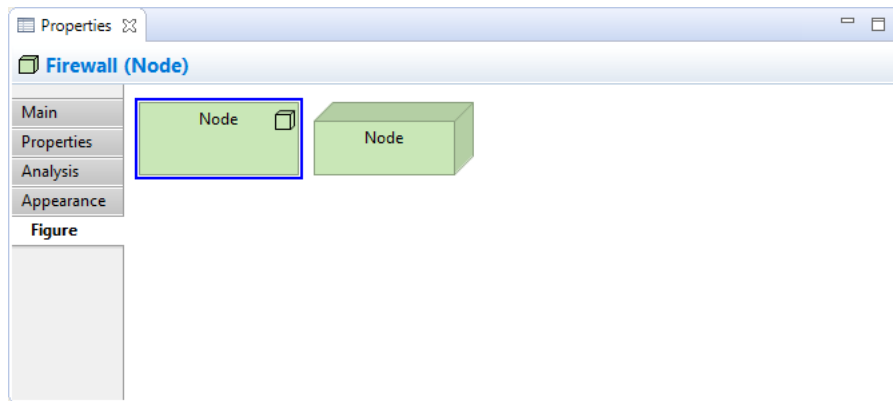 Properties
Firewall (Node)
Main
Properties
Analysis
Appearance
Figure
Node
Node